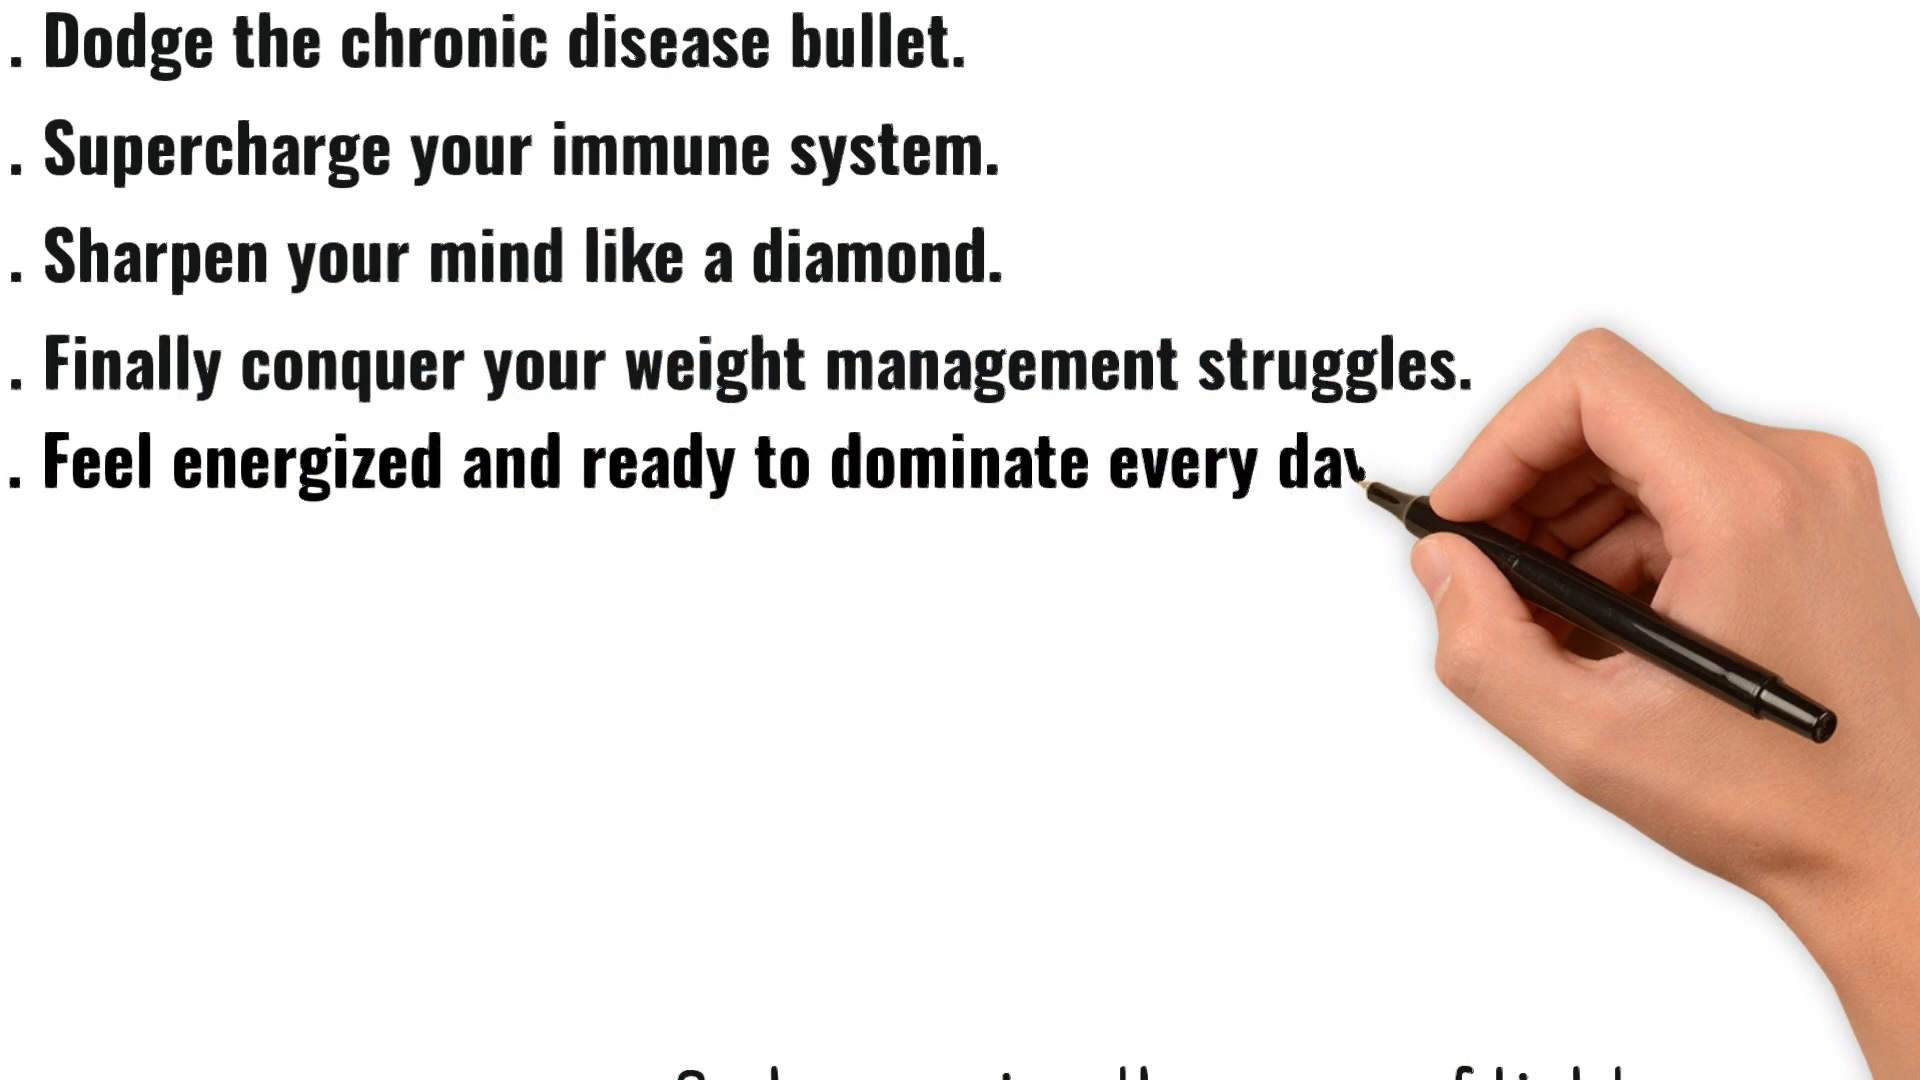 . Dodge the chronic disease bullet.
. Supercharge your immune system.
. Sharpen your mind like a diamond.
. Finally conquer your weight management struggles.
. Feel energized and ready to dominate every day